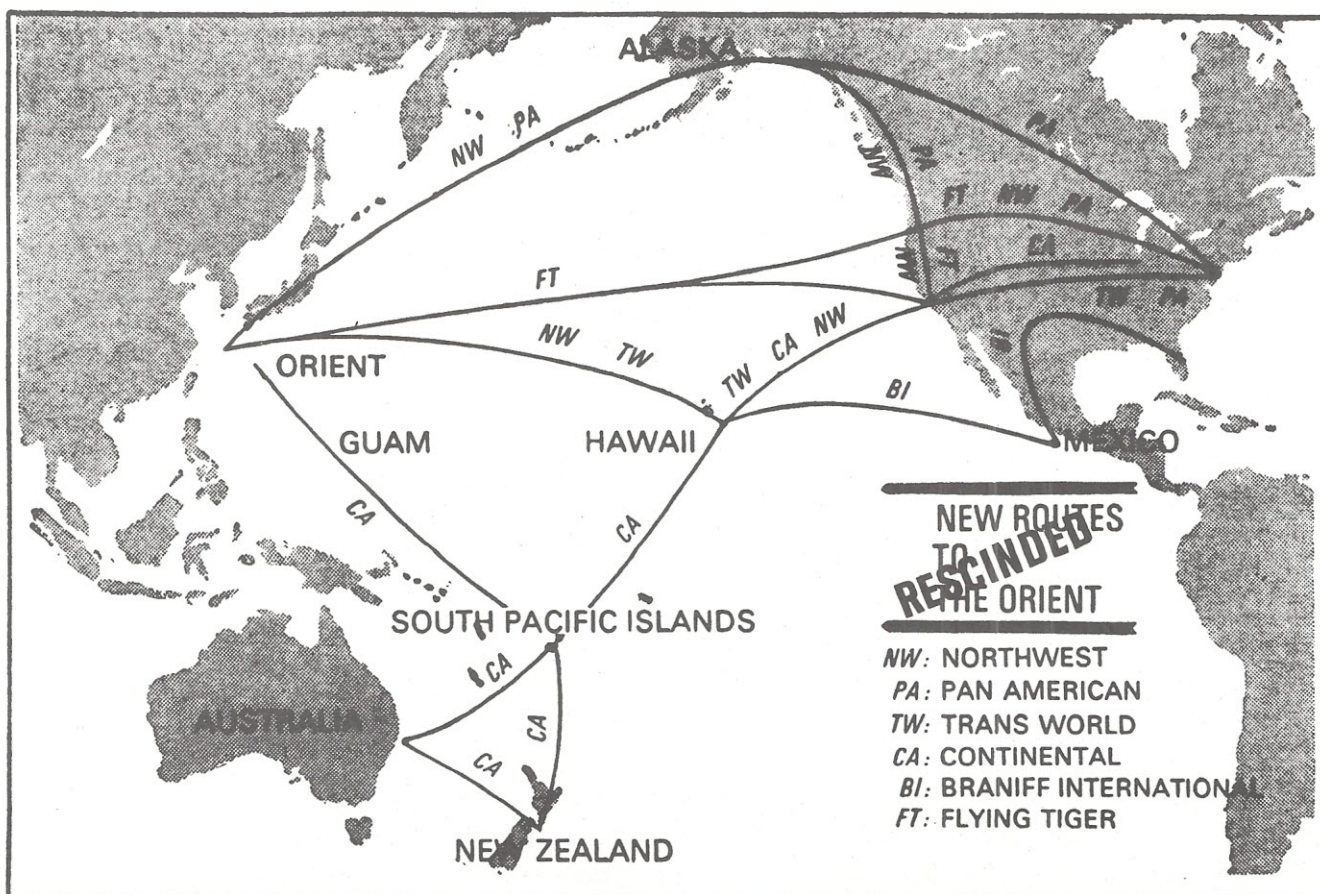 ALASKA
NW PA
PA
NW PA
FT NW PA
NW FT
CA
TW PA
FT
NW TW
TW CA NW
BI
BI
ORIENT
GUAM
HAWAII
MEXICO
CA
CA
SOUTH PACIFIC ISLANDS
CA
CA
CA
AUSTRALIA
NEW ZEALAND
NEW ROUTES
TO
THE ORIENT
RESCINDED
NW: NORTHWEST
PA: PAN AMERICAN
TW: TRANS WORLD
CA: CONTINENTAL
BI: BRANIFF INTERNATIONAL
FT: FLYING TIGER